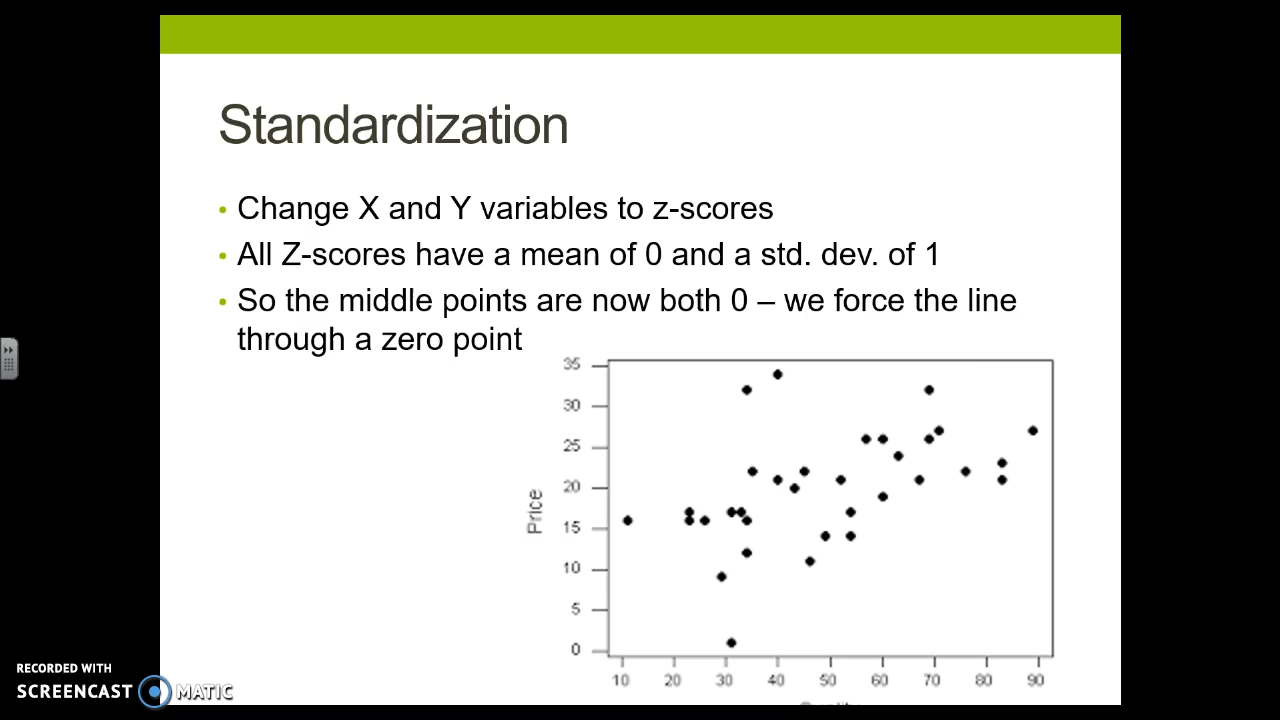 Standardization
• Change X and Y variables to z-scores
• All Z-scores have a mean of 0 and a std. dev. of 1
• So the middle points are now both 0 – we force the line
through a zero point
35
30
25
20
15
10
5
0
Price
10 20 30 40 50 60 70 80 90
RECORDED WITH
SCREENCAST MATIC